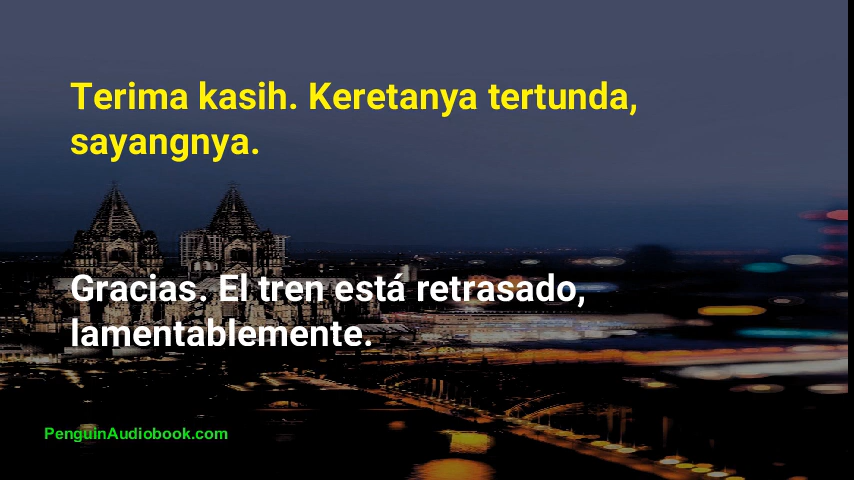 Terima kasih. Keretanya tertunda,
sayangnya.
Gracias. El tren está retrasado,
lamentablemente.
PenguinAudiobook.com